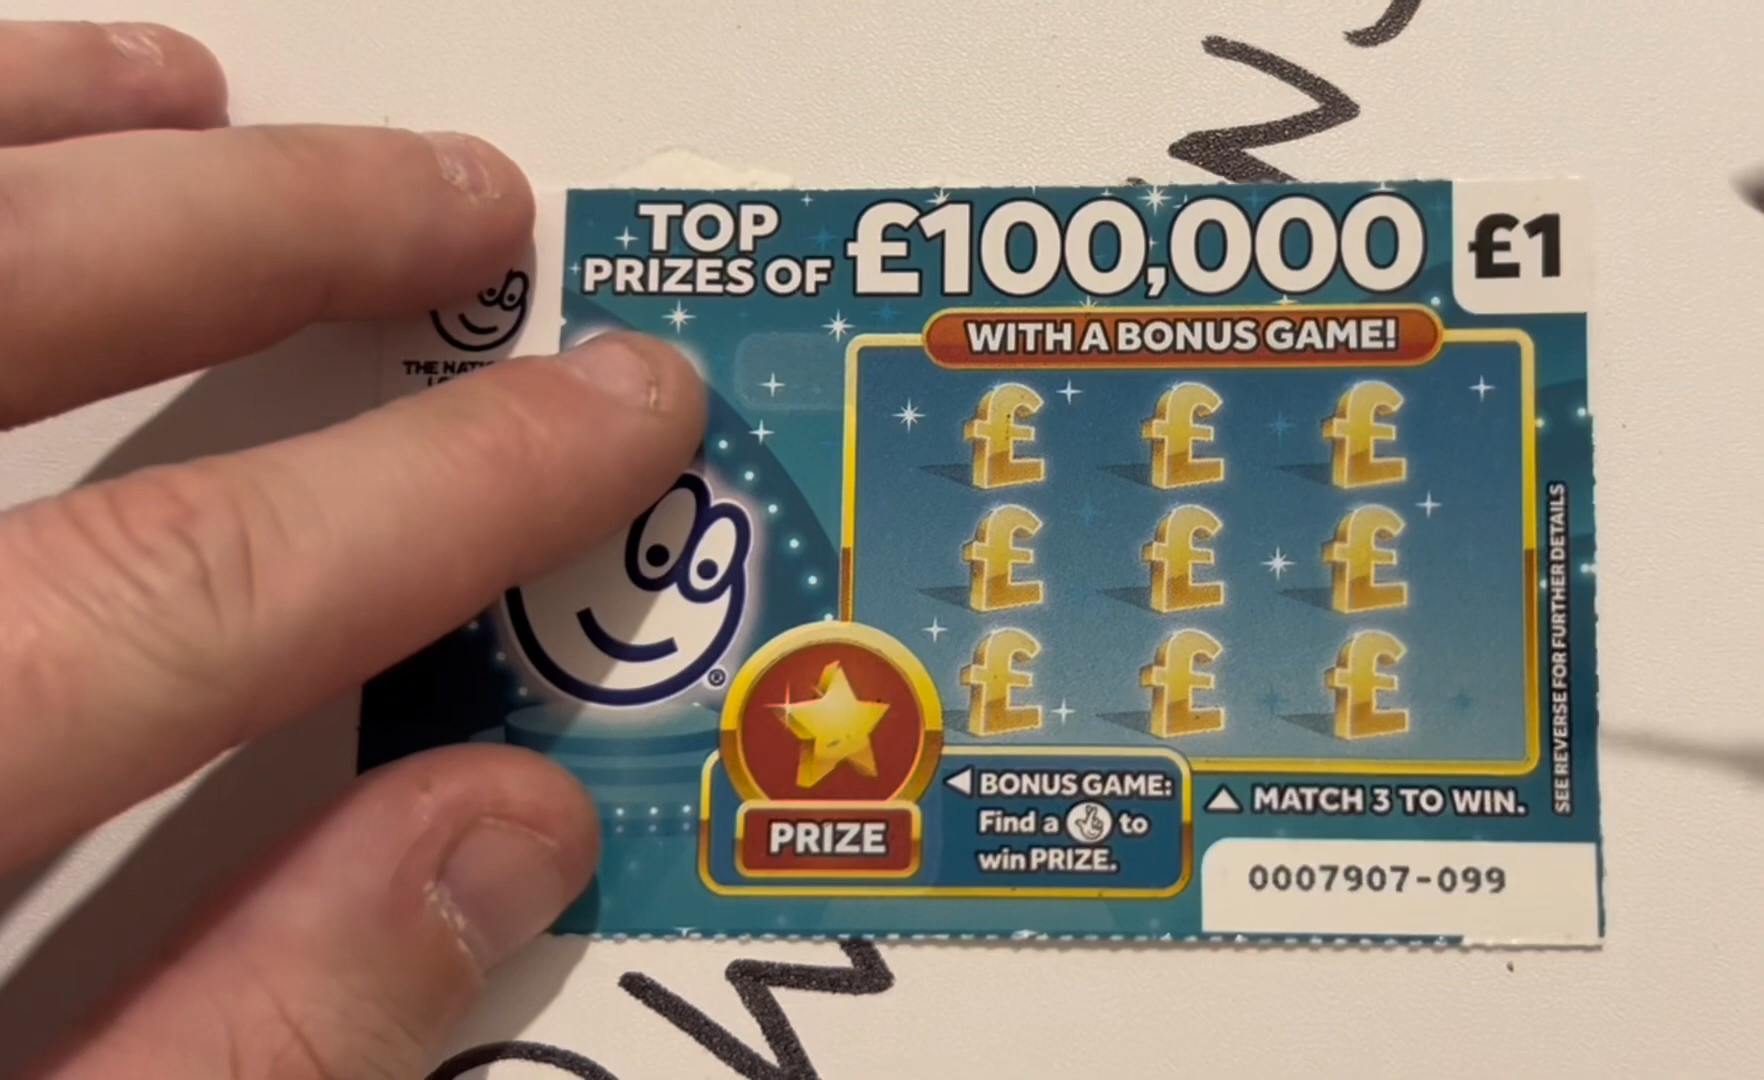 THE
TOP
PRIZES OF £100,000
£1
WITH A BONUS GAME!
£ £ £
£ £ £
£ £ £
SEE REVERSE FOR FURTHER DETAILS
®
PRIZE
BONUS GAME:
Find a to
win PRIZE.
MATCH 3 TO WIN.
0007907-099